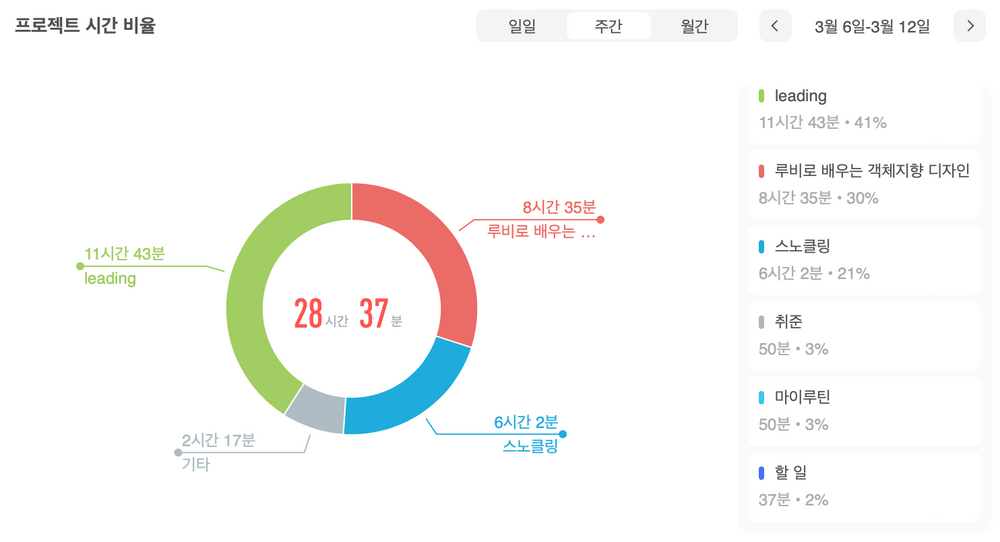 프로젝트 시간 비율
일일 주간 월간
3월 6일-3월 12일
8시간 35분
루비로 배우는 ...
11시간 43분
leading
28시간 37분
6시간 2분
스노클링
2시간 17분
기타
leading
11시간 43분 • 41%
루비로 배우는 객체지향 디자인
8시간 35분 • 30%
스노클링
6시간 2분 • 21%
취준
50분 • 3%
마이루틴
50분 • 3%
할 일
37분 • 2%